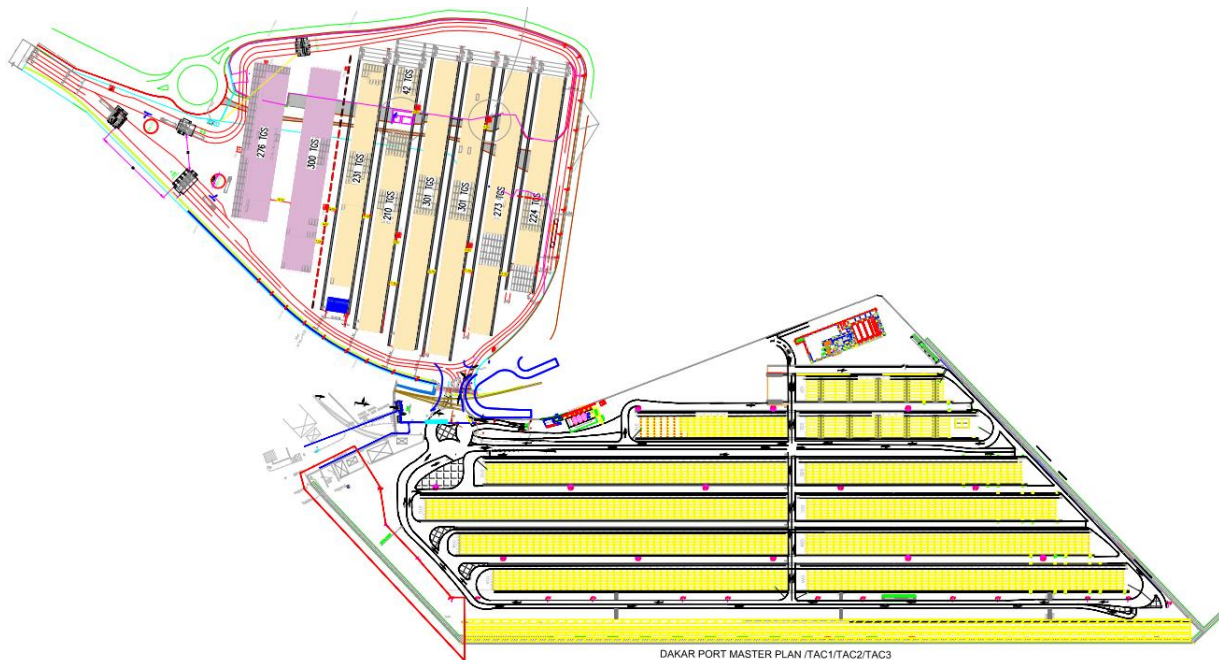 42 TGS
276 TGS
300 TGS
231 TGS
210 TGS
301 TGS
301 TGS
273 TGS
224 TGS
DAKAR PORT MASTER PLAN /TAC1/TAC2/TAC3